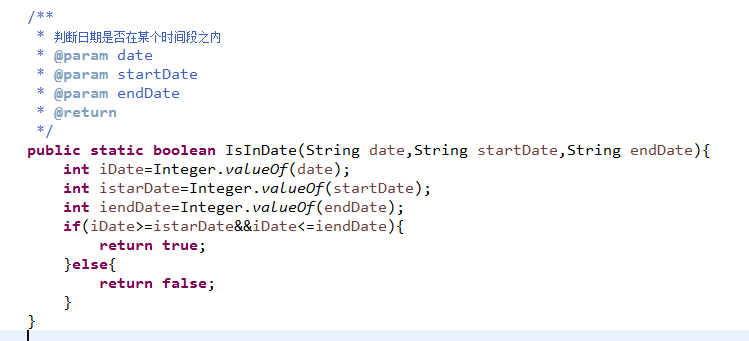 /**
 * 判断日期是否在某个时间段之内
 * @param date
 * @param startDate
 * @param endDate
 * @return
 */
public static boolean IsInDate(String date,String startDate,String endDate){
    int iDate=Integer.valueOf(date);
    int istarDate=Integer.valueOf(startDate);
    int iendDate=Integer.valueOf(endDate);
    if(iDate>=istarDate&&iDate<=iendDate){
        return true;
    }else{
        return false;
    }
}